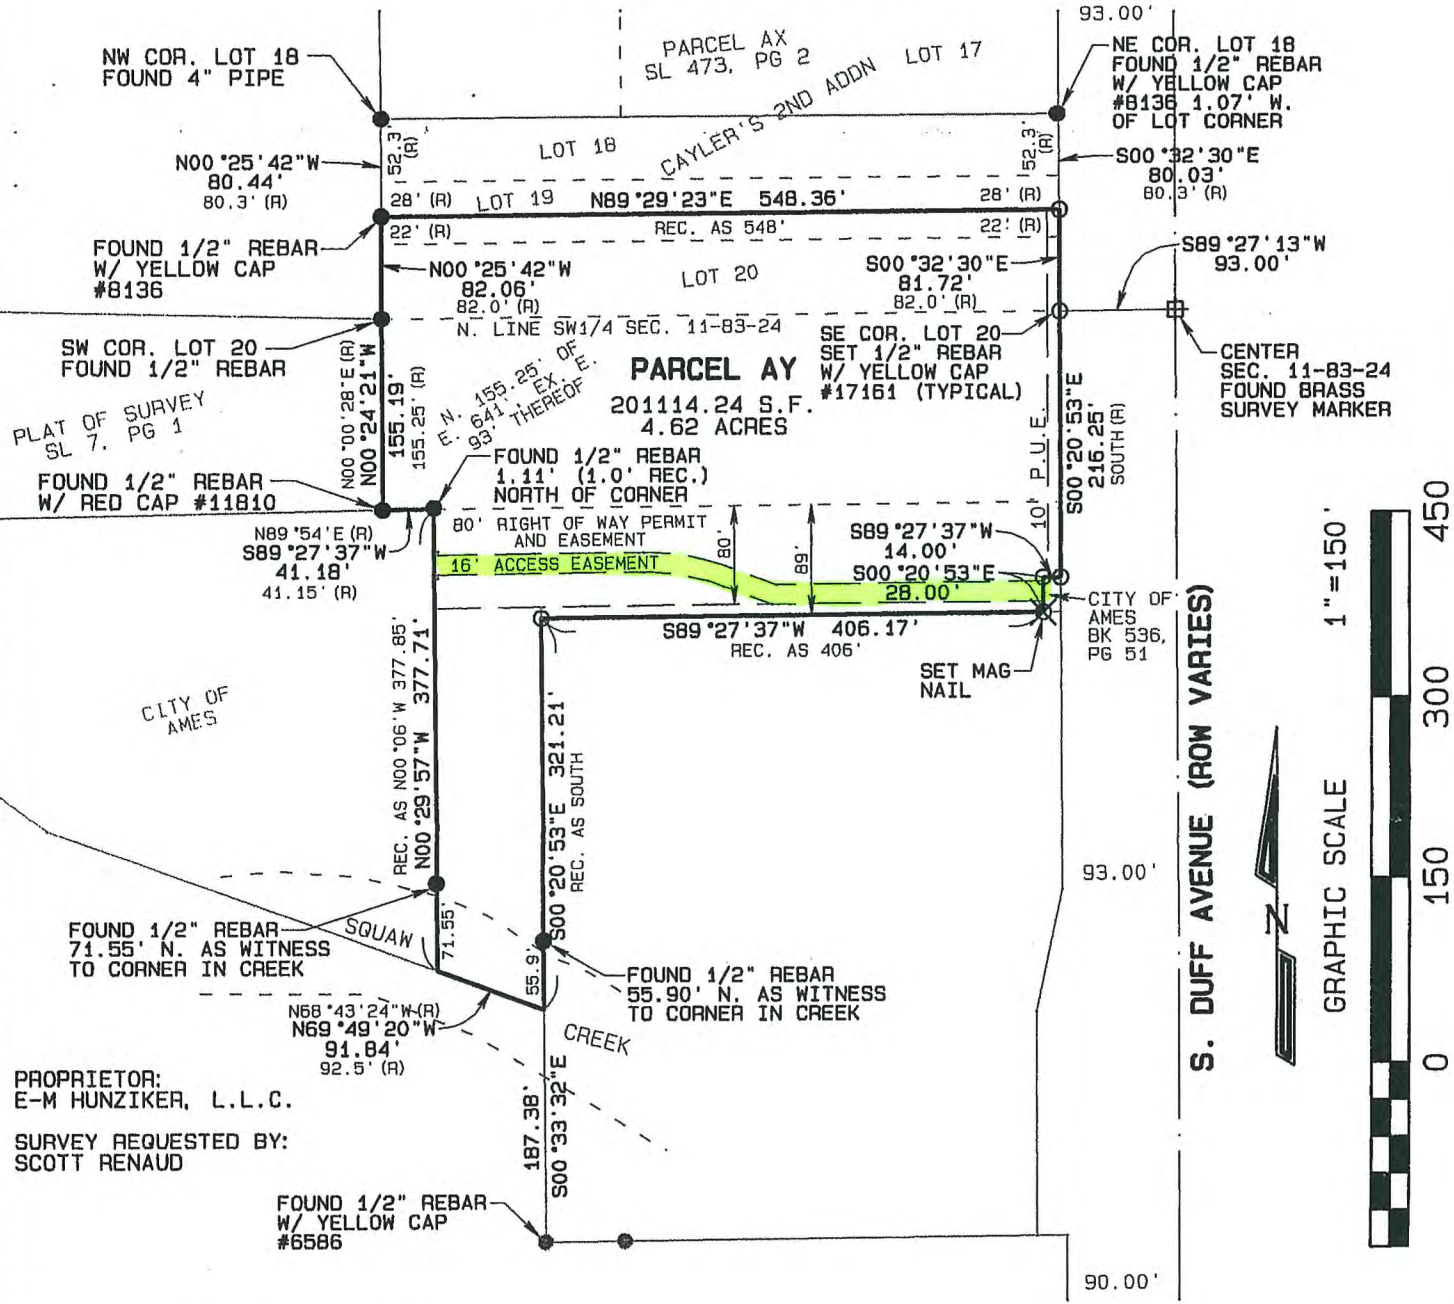 93.00'
NW COR. LOT 18
FOUND 4" PIPE
PARCEL AX
SL 473, PG 2
CAYLER'S 2ND ADDN
LOT 17
NE COR. LOT 18
FOUND 1/2" REBAR
W/ YELLOW CAP
#8136 1.07' W.
OF LOT CORNER
52.3'
(R)
LOT 18
52.3'
(R)
N00°25'42"W
80.44'
80.3' (R)
S00°32'30"E
80.03'
80.3' (R)
28' (R)
LOT 19
N89°29'23"E 548.36'
28' (R)
22' (R)
REC. AS 548'
22' (R)
FOUND 1/2" REBAR
W/ YELLOW CAP
#8136
N00°25'42"W
82.06'
82.0' (R)
LOT 20
S00°32'30"E
81.72'
82.0' (R)
S89°27'13"W
93.00'
N. LINE SW1/4 SEC. 11-83-24
SW COR. LOT 20
FOUND 1/2" REBAR
SE COR. LOT 20
SET 1/2" REBAR
W/ YELLOW CAP
#17161 (TYPICAL)
CENTER
SEC. 11-83-24
FOUND BRASS
SURVEY MARKER
PARCEL AY
201114.24 S.F.
4.62 ACRES
N. 155.25' OF
E. 641', EX. E.
93' THEREOF
N00°00'28"E (R)
N00°24'21"W
155.19'
155.25' (R)
PLAT OF SURVEY
SL 7, PG 1
S00°20'53"E
216.25'
SOUTH (R)
10' P.U.E.
FOUND 1/2" REBAR
W/ RED CAP #11810
FOUND 1/2" REBAR
1.11' (1.0' REC.)
NORTH OF CORNER
N89°54'E (R)
S89°27'37"W
41.18'
41.15' (R)
80' RIGHT OF WAY PERMIT
AND EASEMENT
16' ACCESS EASEMENT
80'
89'
S89°27'37"W
14.00'
S00°20'53"E
28.00'
CITY OF
AMES
BK 536,
PG 51
S89°27'37"W 406.17'
REC. AS 406'
SET MAG
NAIL
CITY OF
AMES
REC. AS N00°06'W 377.85'
N00°29'57"W 377.71'
S00°20'53"E 321.21'
REC. AS SOUTH
93.00'
S. DUFF AVENUE (ROW VARIES)
N
GRAPHIC SCALE
1"=150'
450
300
150
0
FOUND 1/2" REBAR
71.55' N. AS WITNESS
TO CORNER IN CREEK
SQUAW
71.55'
55.9'
FOUND 1/2" REBAR
55.90' N. AS WITNESS
TO CORNER IN CREEK
CREEK
N68°43'24"W (R)
N69°49'20"W
91.84'
92.5' (R)
187.38'
S00°33'32"E
PROPRIETOR:
E-M HUNZIKER, L.L.C.
SURVEY REQUESTED BY:
SCOTT RENAUD
FOUND 1/2" REBAR
W/ YELLOW CAP
#6586
90.00'